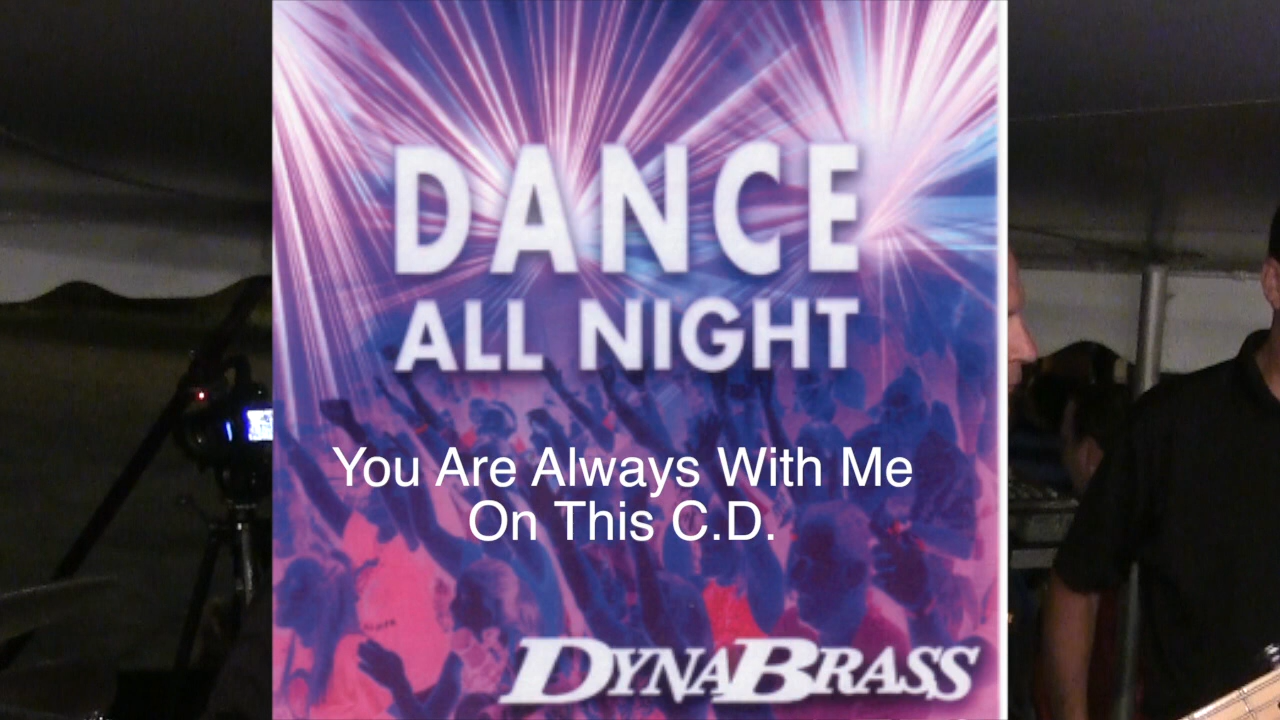 DANCE
ALL NIGHT
You Are Always With Me
On This C.D.
DYNABRASS